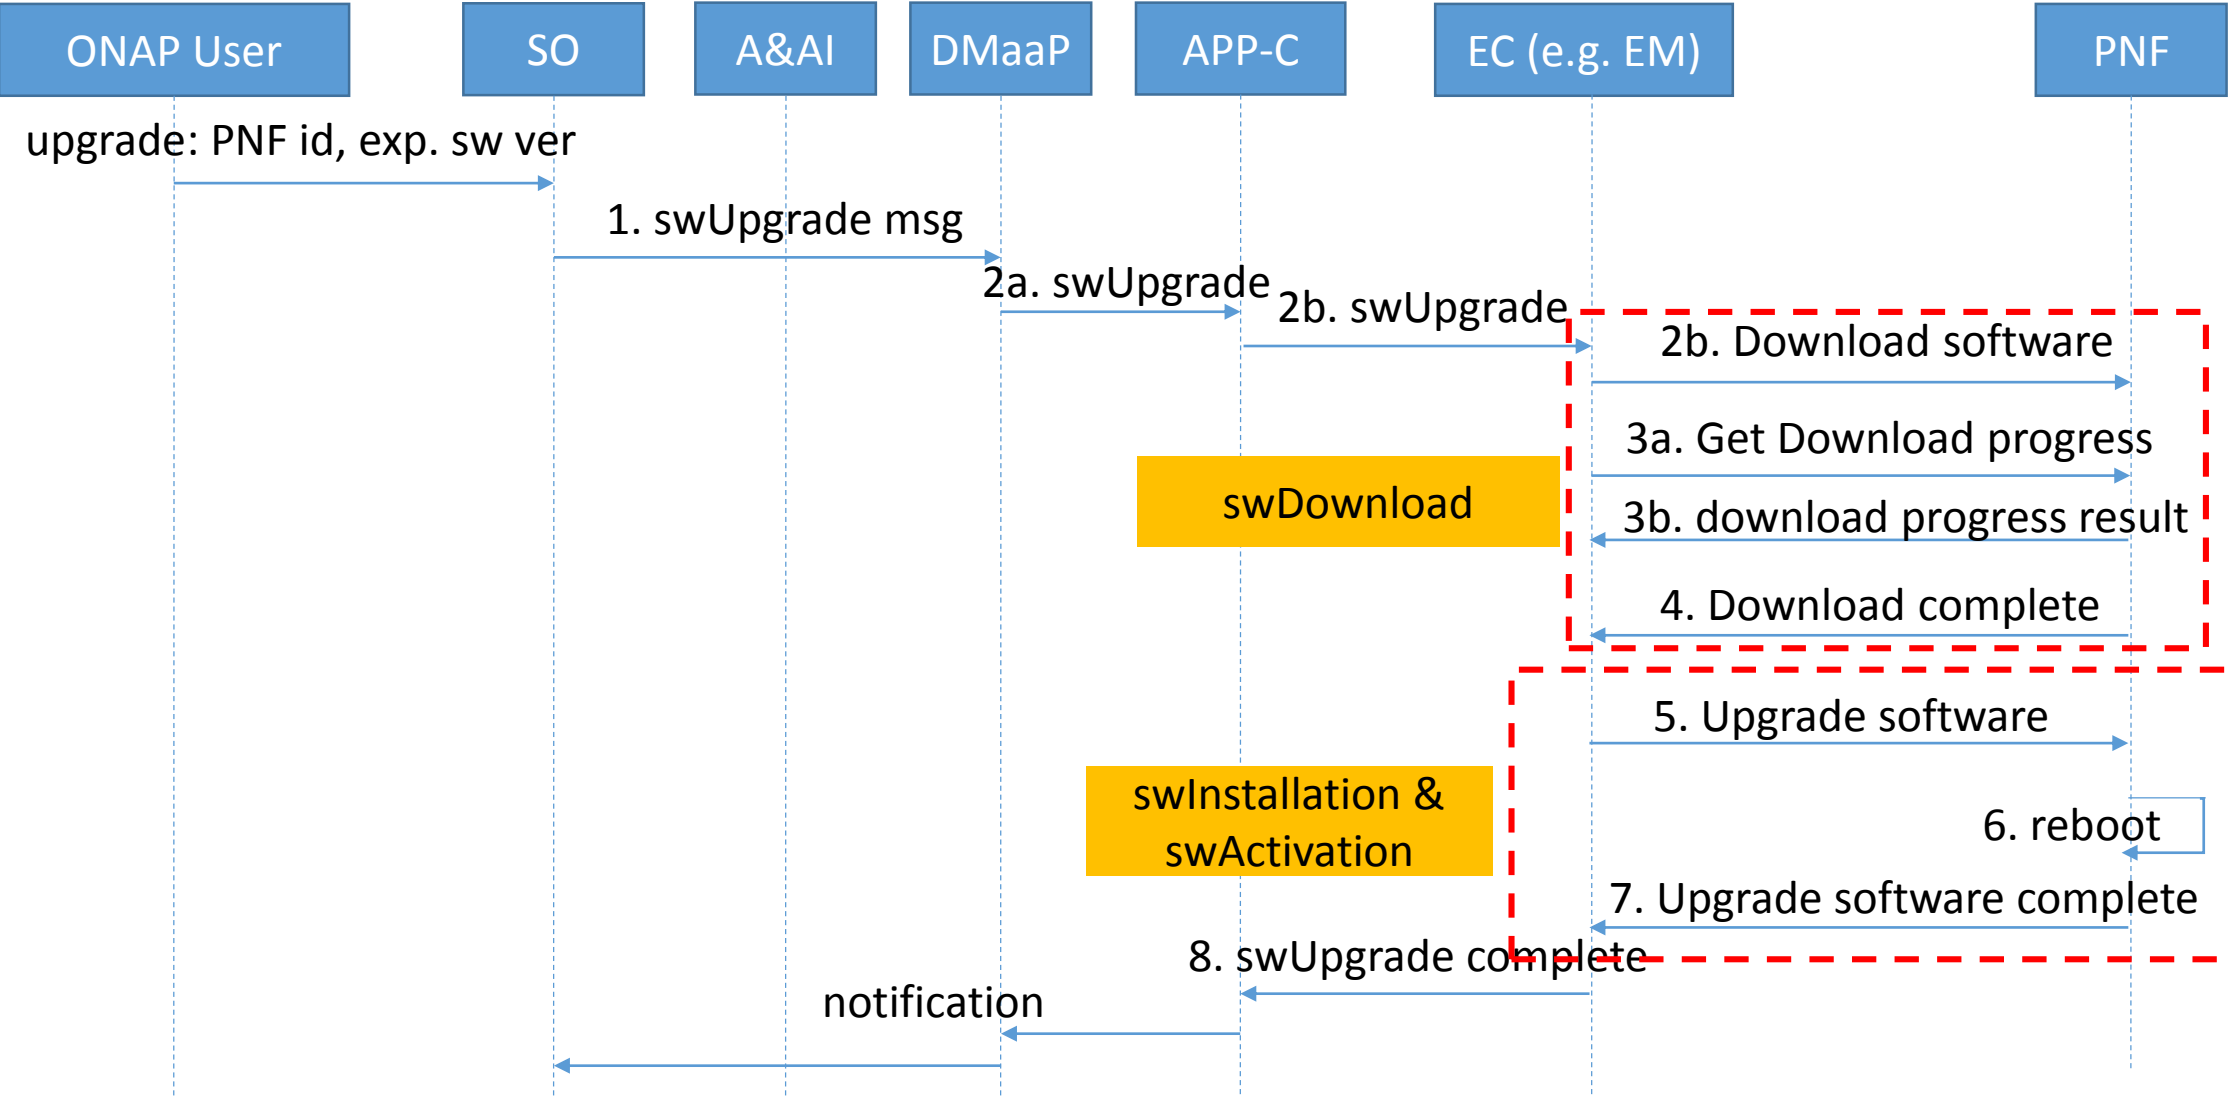 ONAP User
SO
A&AI
DMaaP
APP-C
EC (e.g. EM)
PNF
upgrade: PNF id, exp. sw ver
1. swUpgrade msg
2a. swUpgrade
2b. swUpgrade
2b. Download software
3a. Get Download progress
swDownload
3b. download progress result
4. Download complete
5. Upgrade software
swInstallation &
swActivation
6. reboot
7. Upgrade software complete
8. swUpgrade complete
notification